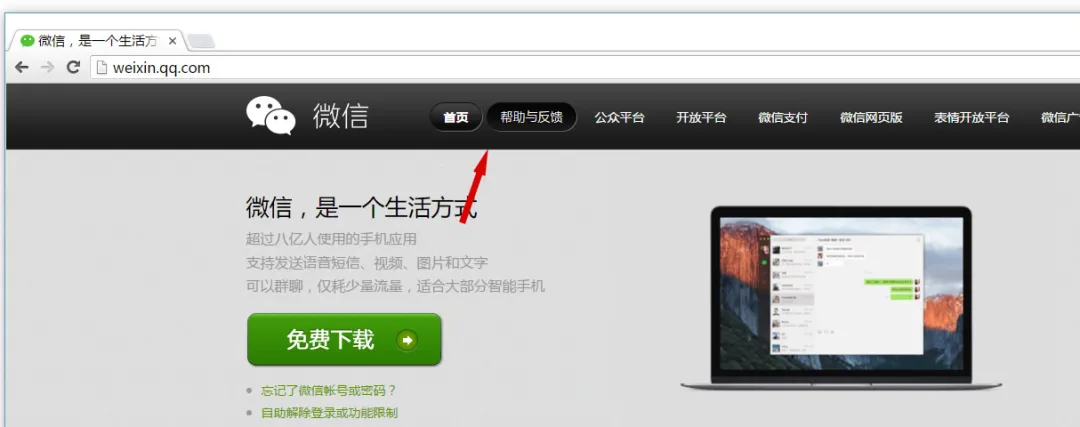 微信，是一个生活方
weixin.qq.com
微信
首页 帮助与反馈 公众平台 开放平台 微信支付 微信网页版 表情开放平台 微信广
微信，是一个生活方式
超过八亿人使用的手机应用
支持发送语音短信、视频、图片和文字
可以群聊，仅耗少量流量，适合大部分智能手机
免费下载
忘记了微信帐号或密码？
自助解除登录或功能限制